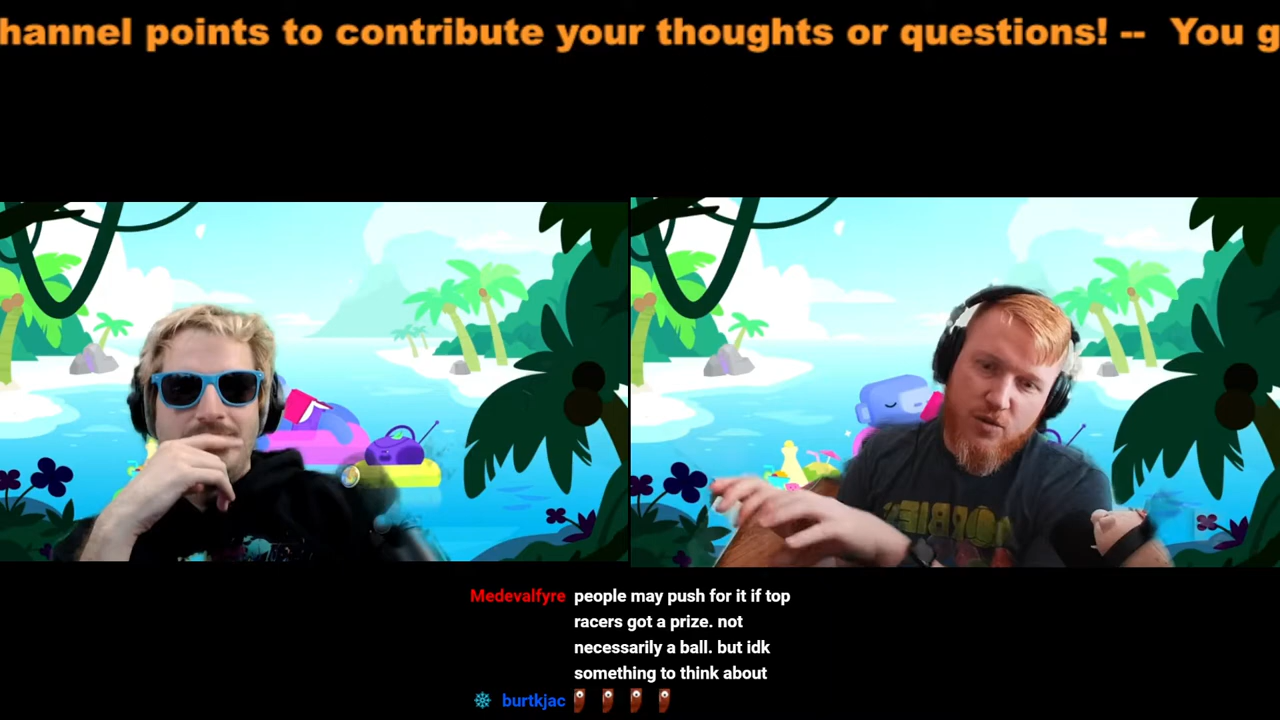 hannel points to contribute your thoughts or questions! -- You g
Medevalfyre people may push for it if top
racers got a prize. not
necessarily a ball. but idk
something to think about
burtkjac